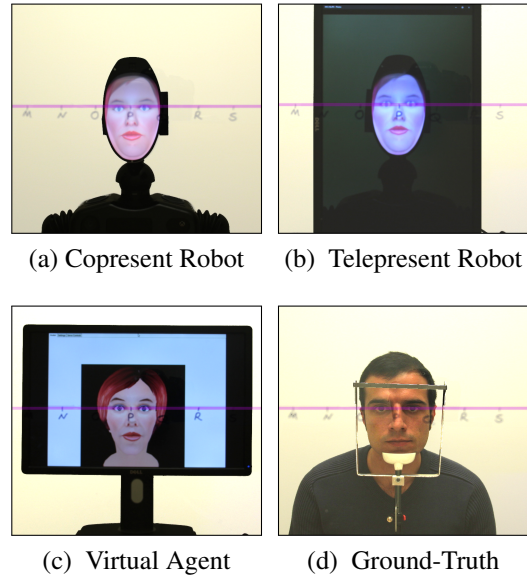 M N O P Q R S
(a) Copresent Robot
(b) Telepresent Robot
N P R
M N P Q R S
(c) Virtual Agent
(d) Ground-Truth